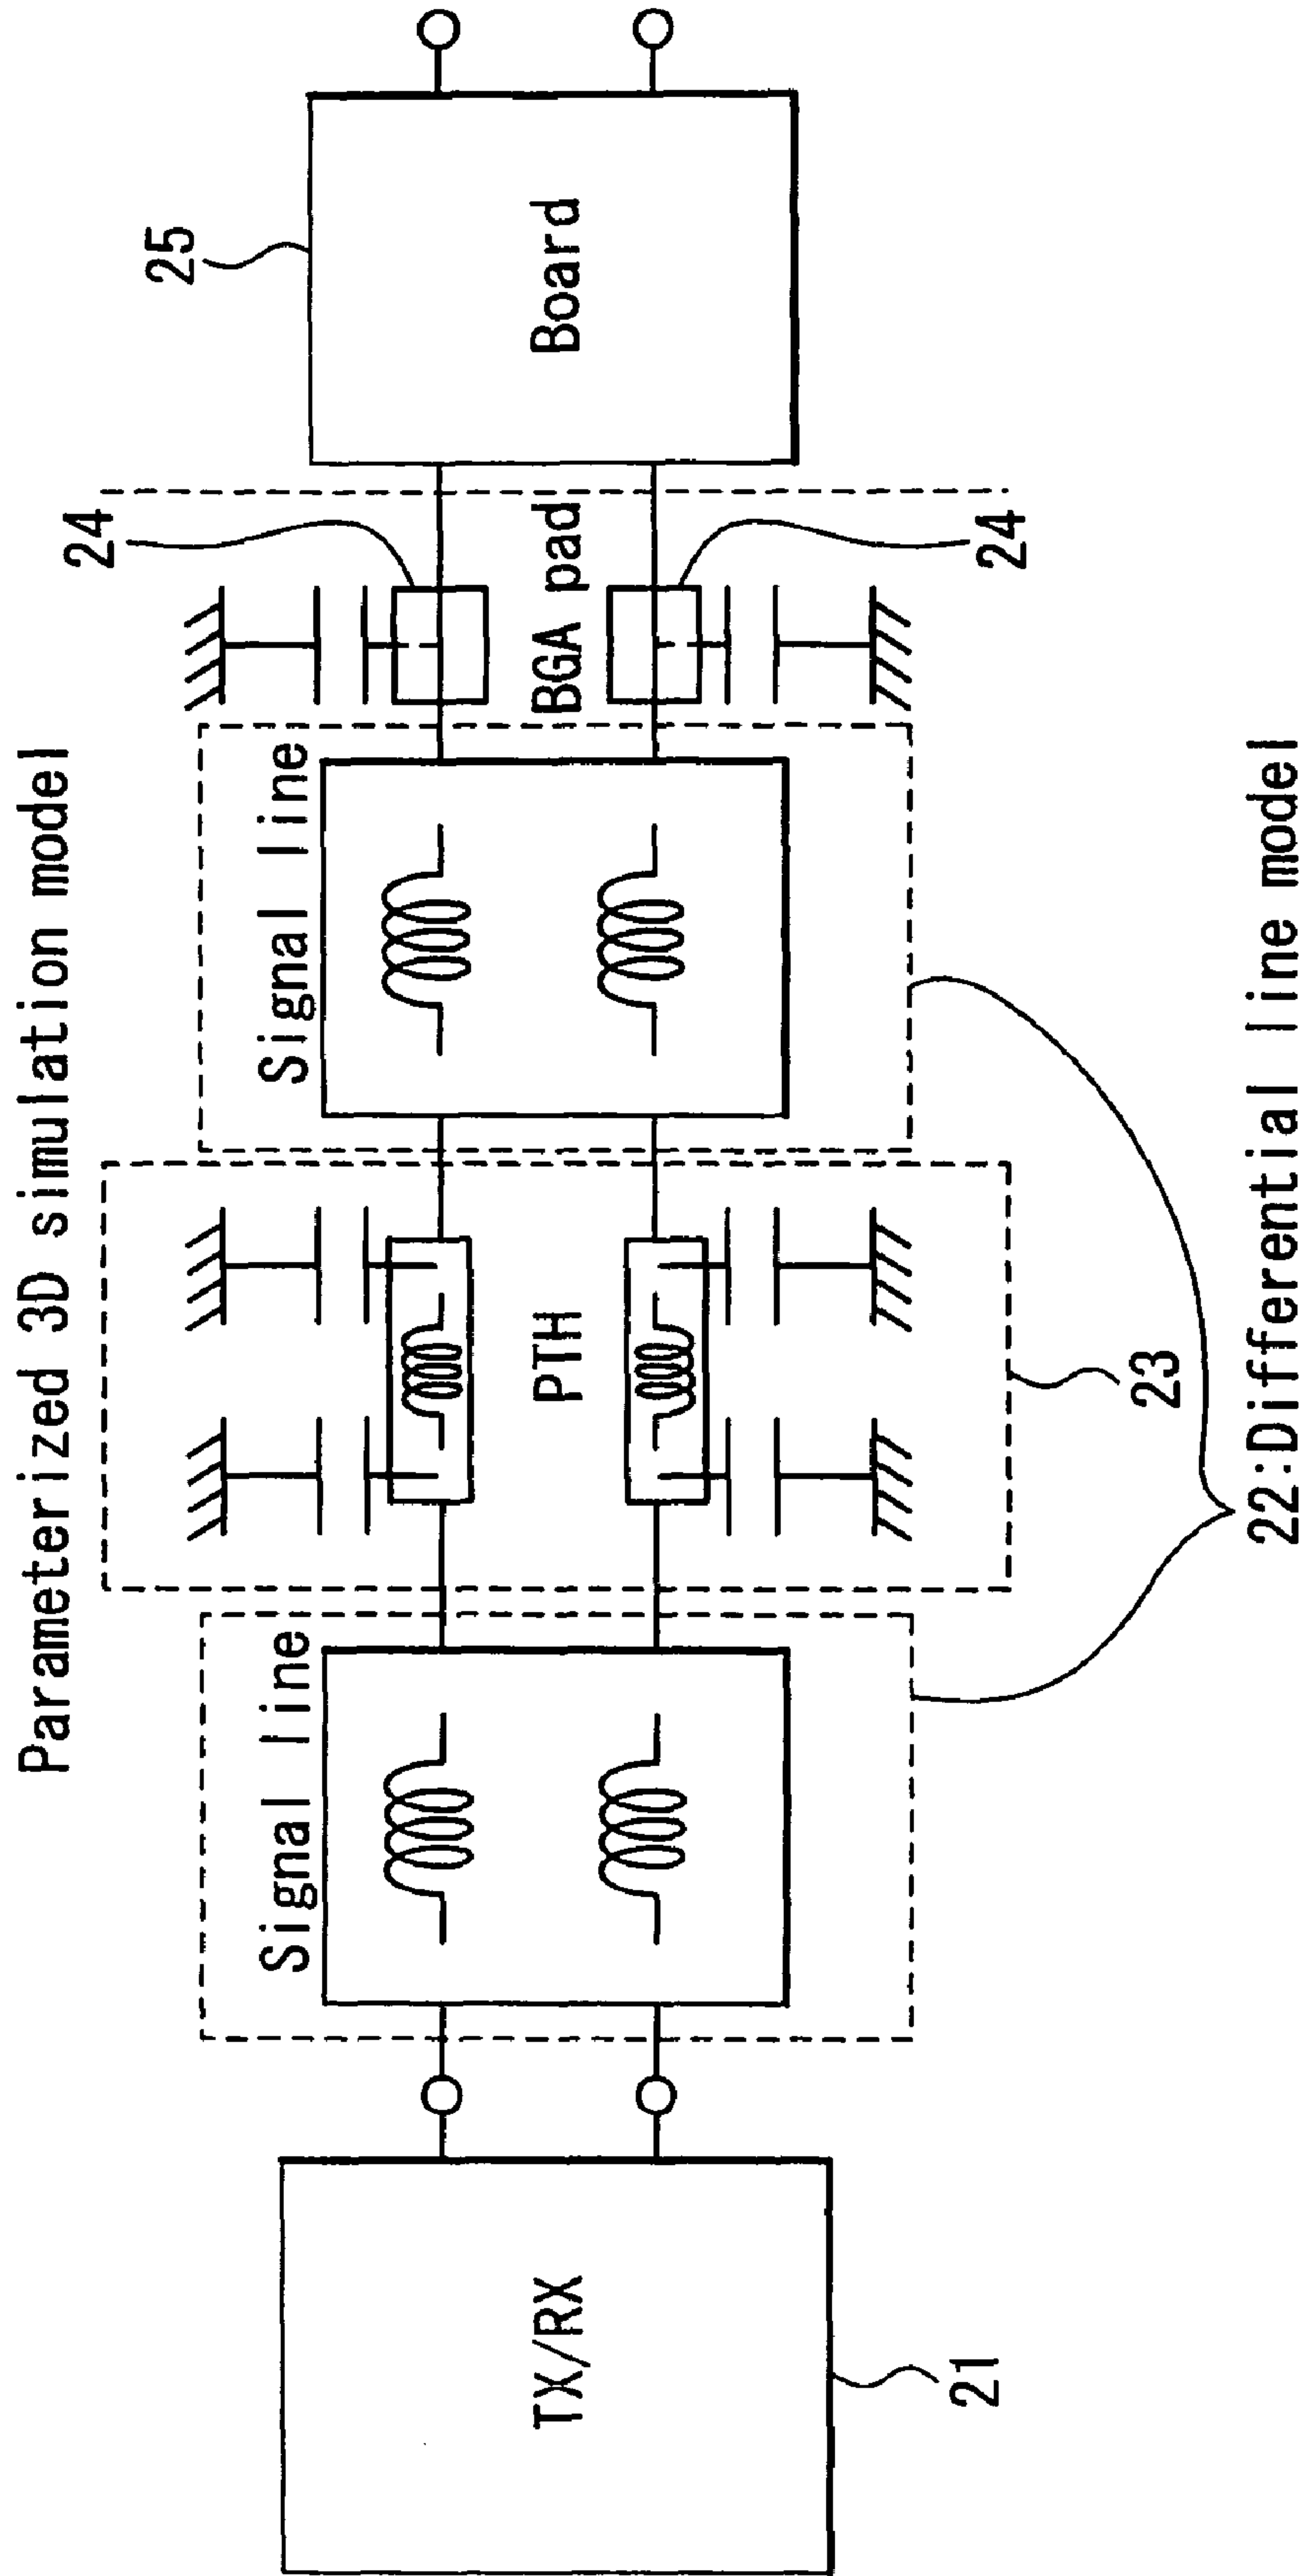 Parameterized 3D simulation model
TX/RX
21
Signal line
PTH
23
Signal line
BGA pad
24
24
Board
25
22:Differential line model